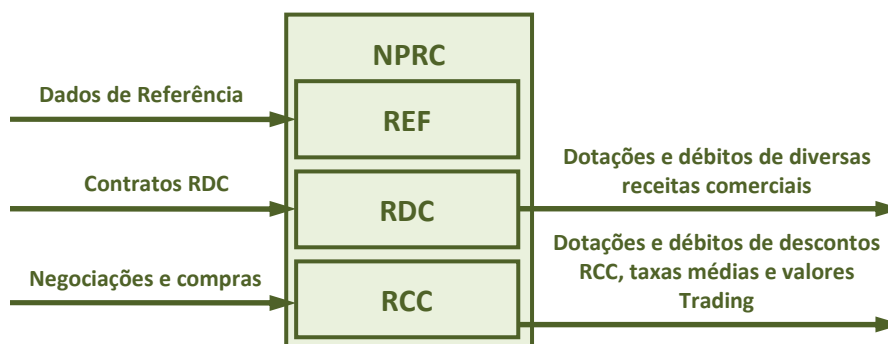 NPRC
Dados de Referência
REF
Contratos RDC
RDC
Dotações e débitos de diversas
receitas comerciais
Negociações e compras
RCC
Dotações e débitos de descontos
RCC, taxas médias e valores
Trading